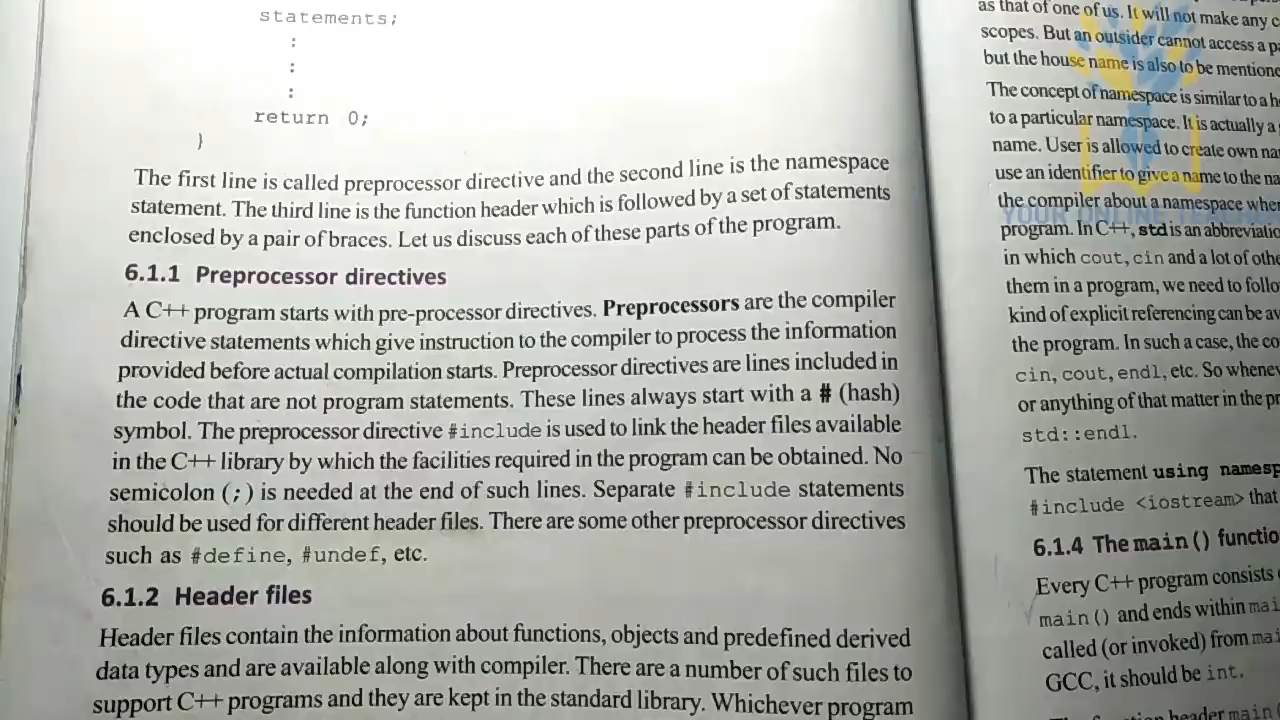 statements;
:
:
:
return 0;
}
The first line is called preprocessor directive and the second line is the namespace
statement. The third line is the function header which is followed by a set of statements
enclosed by a pair of braces. Let us discuss each of these parts of the program.
6.1.1 Preprocessor directives
A C++ program starts with pre-processor directives. Preprocessors are the compiler
directive statements which give instruction to the compiler to process the information
provided before actual compilation starts. Preprocessor directives are lines included in
the code that are not program statements. These lines always start with a # (hash)
symbol. The preprocessor directive #include is used to link the header files available
in the C++ library by which the facilities required in the program can be obtained. No
semicolon (;) is needed at the end of such lines. Separate #include statements
should be used for different header files. There are some other preprocessor directives
such as #define, #undef, etc.
6.1.2 Header files
Header files contain the information about functions, objects and predefined derived
data types and are available along with compiler. There are a number of such files to
support C++ programs and they are kept in the standard library. Whichever program
as that of one of us. It will not make any
scopes. But an outsider cannot access a
but the house name is also to be
The concept of namespace is similar to a
to a particular namespace. It is actually a
name. User is allowed to create own
use an identifier to give a name to the
the compiler about a namespace
YOUR ONLINE
program. In C++, std is an
in which cout, cin and a lot of
them in a program, we need to
kind of explicit referencing can be
the program. In such a case, the
cin, cout, endl, etc. So
or anything of that matter in the
std::endl.
The statement using
#include <iostream> that
6.1.4 The main()
Every C++ program consists
main() and ends within
called (or invoked) from
GCC, it should be int.
header main(